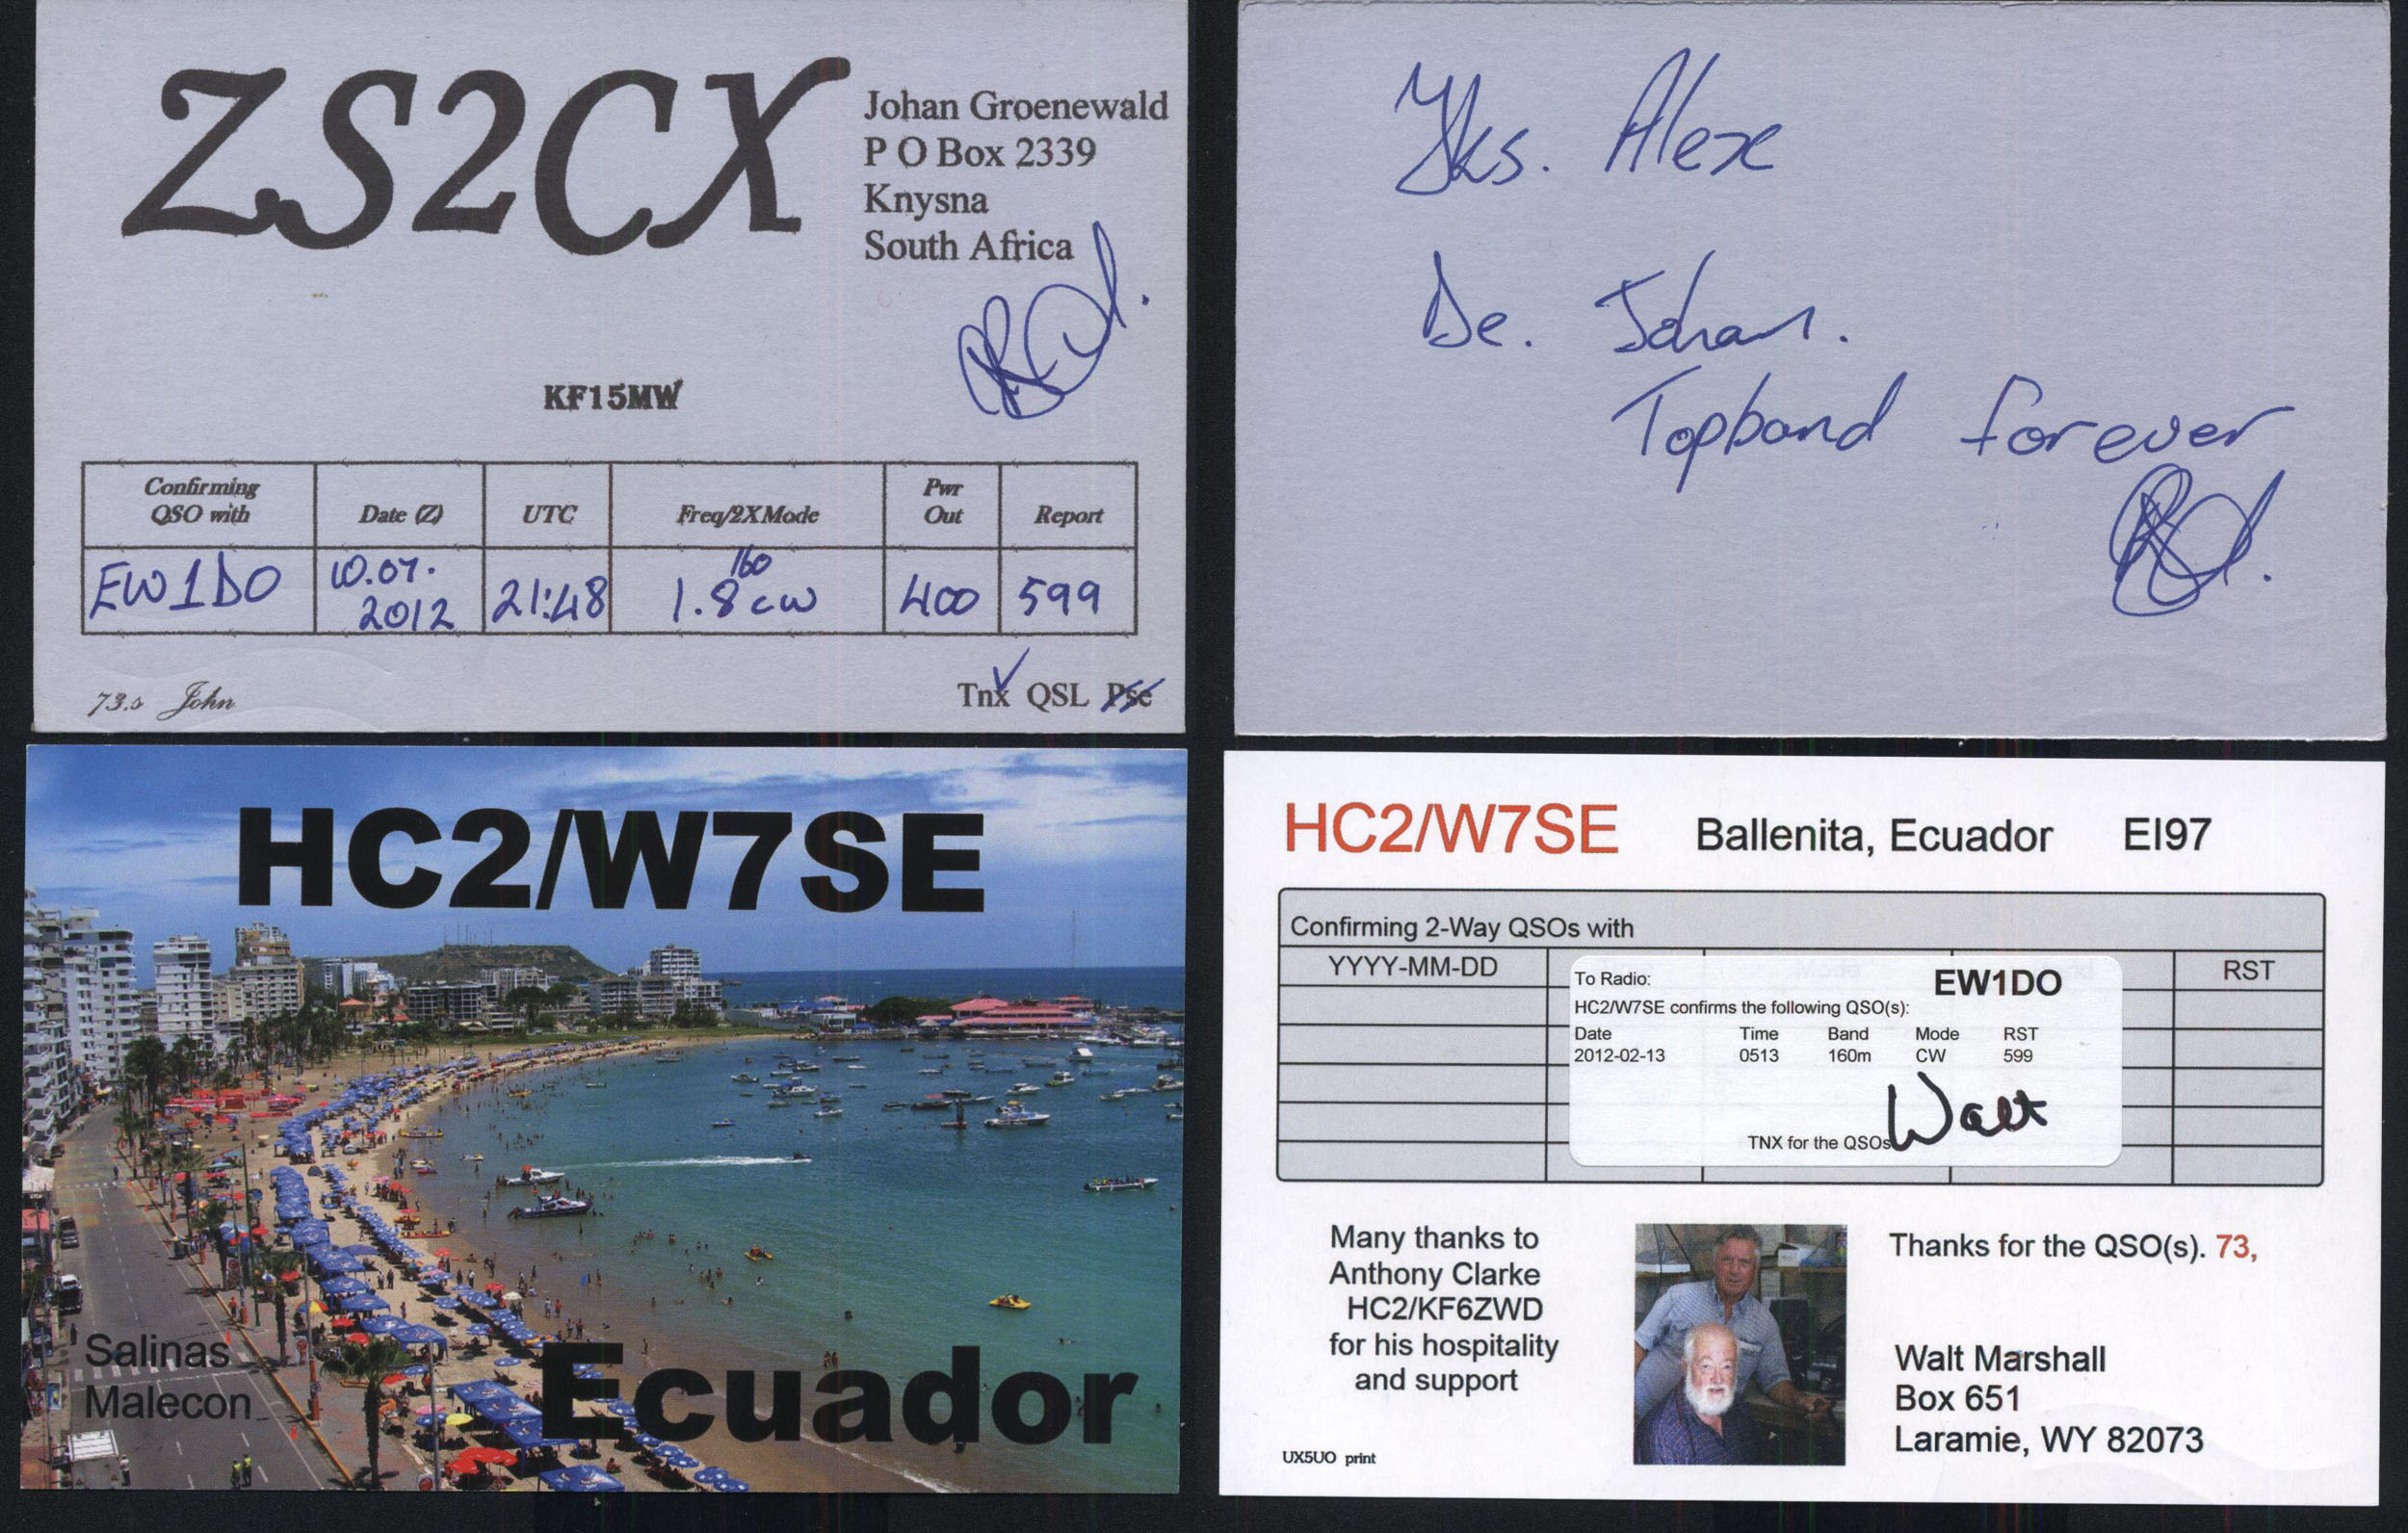 ZS2CX
Johan Groenewald
P O Box 2339
Knysna
South Africa
KF15MW
Confirming QSO with Date (Z) UTC Freq/2XMode Pwr Out Report
EW1DO 10.07.2012 21:48 160 1.8 cw 400 599
73.s John
Tnx QSL Pse
Tks. Alex
De. Johan.
Topband forever
HC2/W7SE
Salinas
Malecon
Ecuador
HC2/W7SE Ballenita, Ecuador EI97
Confirming 2-Way QSOs with
YYYY-MM-DD RST
To Radio: EW1DO
HC2/W7SE confirms the following QSO(s):
Date Time Band Mode RST
2012-02-13 0513 160m CW 599
TNX for the QSOs Walt
Many thanks to
Anthony Clarke
HC2/KF6ZWD
for his hospitality
and support
Thanks for the QSO(s). 73,
Walt Marshall
Box 651
Laramie, WY 82073
UX5UO print